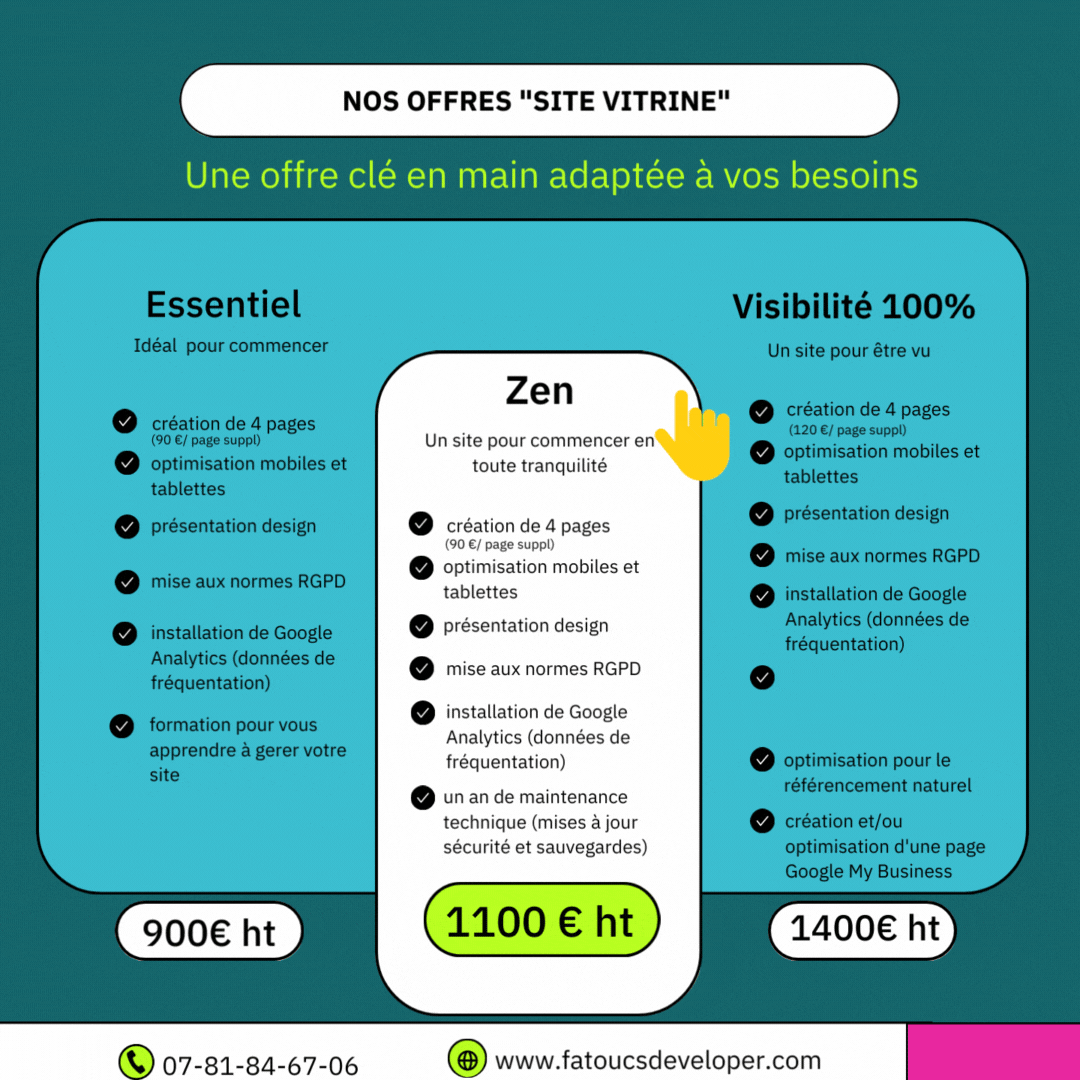 NOS OFFRES "SITE VITRINE"
Une offre clé en main adaptée à vos besoins
Essentiel
Idéal pour commencer
création de 4 pages
(90 €/ page suppl)
optimisation mobiles et
tablettes
présentation design
mise aux normes RGPD
installation de Google
Analytics (données de
fréquentation)
formation pour vous
apprendre à gerer votre
site
900€ ht
Zen
Un site pour commencer en
toute tranquilité
création de 4 pages
(90 €/ page suppl)
optimisation mobiles et
tablettes
présentation design
mise aux normes RGPD
installation de Google
Analytics (données de
fréquentation)
un an de maintenance
technique (mises à jour
sécurité et sauvegardes)
1100 € ht
Visibilité 100%
Un site pour être vu
création de 4 pages
(120 €/ page suppl)
optimisation mobiles et
tablettes
présentation design
mise aux normes RGPD
installation de Google
Analytics (données de
fréquentation)
optimisation pour le
référencement naturel
création et/ou
optimisation d'une page
Google My Business
1400€ ht
07-81-84-67-06
www.fatoucsdeveloper.com